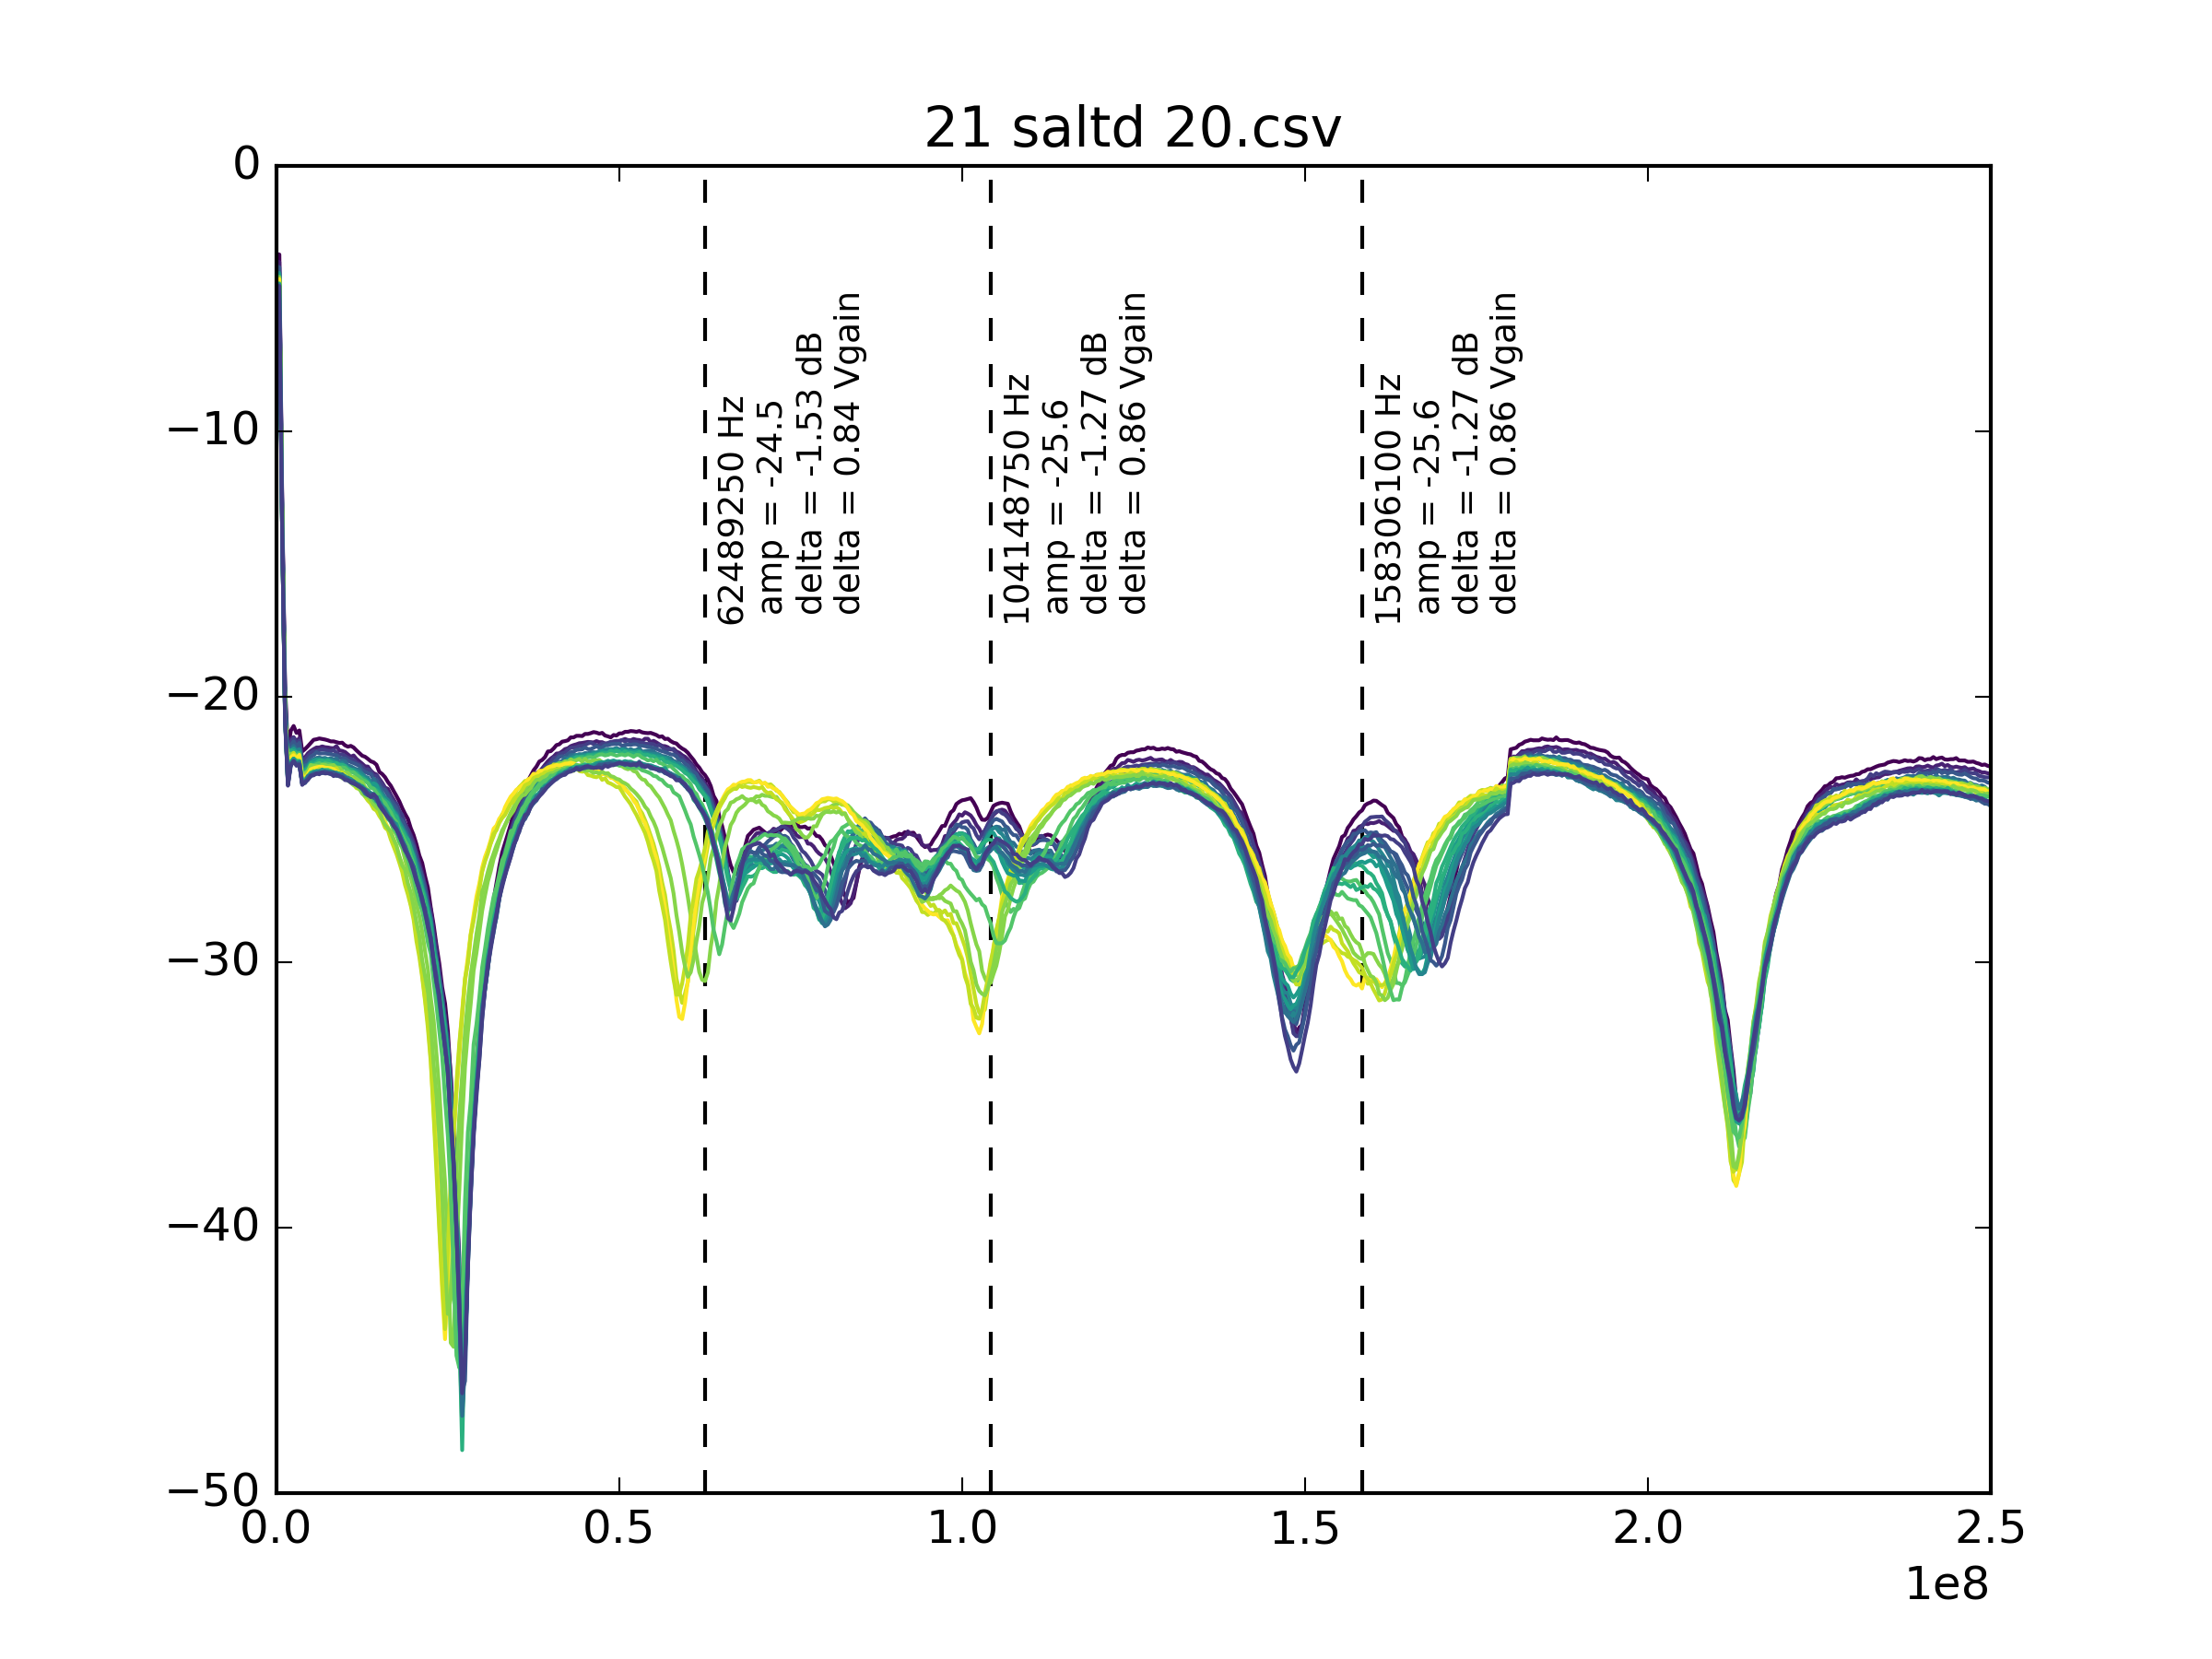 21 saltd 20.csv
0
−10
−20
−30
−40
−50
62489250 Hz
amp = -24.5
delta = -1.53 dB
delta = 0.84 Vgain
104148750 Hz
amp = -25.6
delta = -1.27 dB
delta = 0.86 Vgain
158306100 Hz
amp = -25.6
delta = -1.27 dB
delta = 0.86 Vgain
0.0 0.5 1.0 1.5 2.0 2.5
1e8